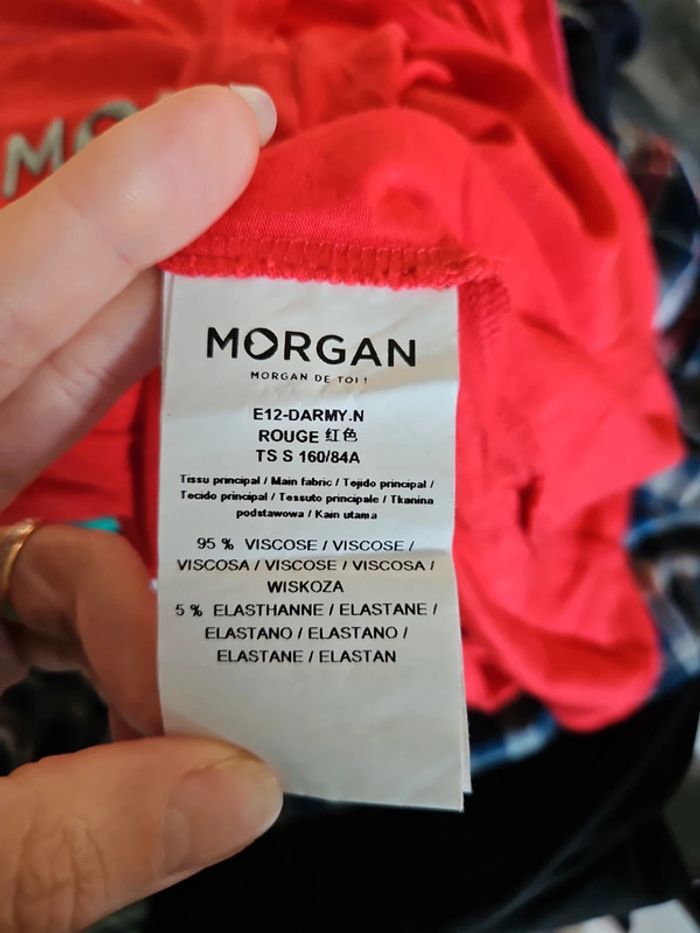 MO
MORGAN
MORGAN DE TOI !
E12-DARMY.N
ROUGE 红色
TS S 160/84A
Tissu principal / Main fabric / Tejido principal /
Tecido principal / Tessuto principale / Tkanina
podstawowa / Kain utama
95 % VISCOSE / VISCOSE /
VISCOSA / VISCOSE / VISCOSA /
WISKOZA
5 % ELASTHANNE / ELASTANE /
ELASTANO / ELASTANO /
ELASTANE / ELASTAN